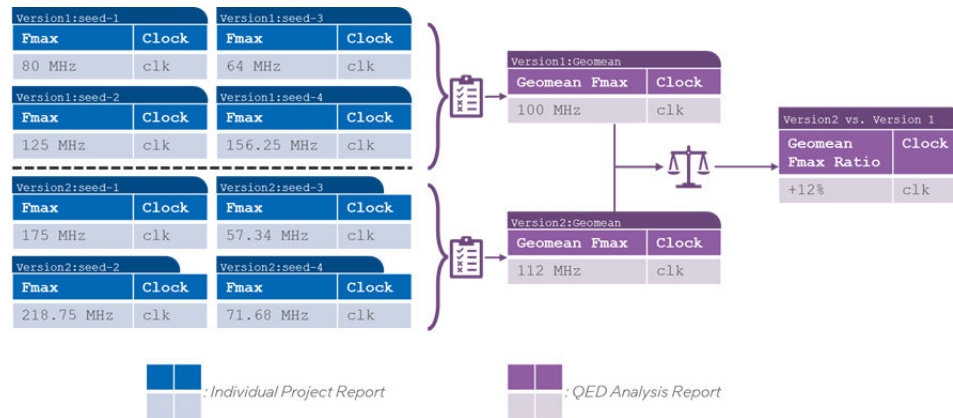 Version1:seed-1
Fmax Clock
80 MHz clk
Version1:seed-3
Fmax Clock
64 MHz clk
Version1:seed-2
Fmax Clock
125 MHz clk
Version1:seed-4
Fmax Clock
156.25 MHz clk
Version2:seed-1
Fmax Clock
175 MHz clk
Version2:seed-3
Fmax Clock
57.34 MHz clk
Version2:seed-2
Fmax Clock
218.75 MHz clk
Version2:seed-4
Fmax Clock
71.68 MHz clk
Version1:Geomean
Geomean Fmax Clock
100 MHz clk
Version2:Geomean
Geomean Fmax Clock
112 MHz clk
Version2 vs. Version 1
Geomean Clock
Fmax Ratio
+12% clk
: Individual Project Report
: QED Analysis Report